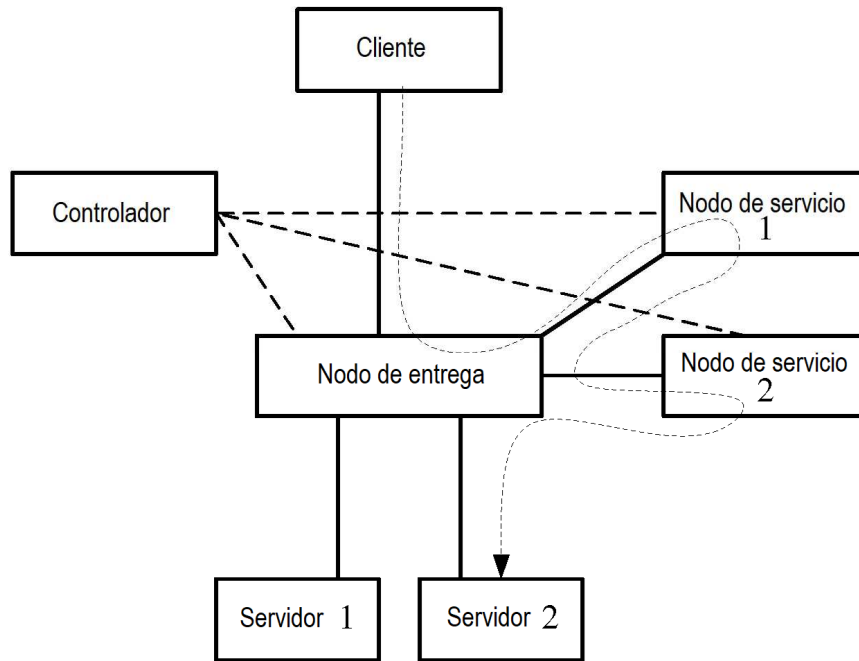 Cliente
Controlador
Nodo de servicio
1
Nodo de entrega
Nodo de servicio
2
Servidor 1
Servidor 2